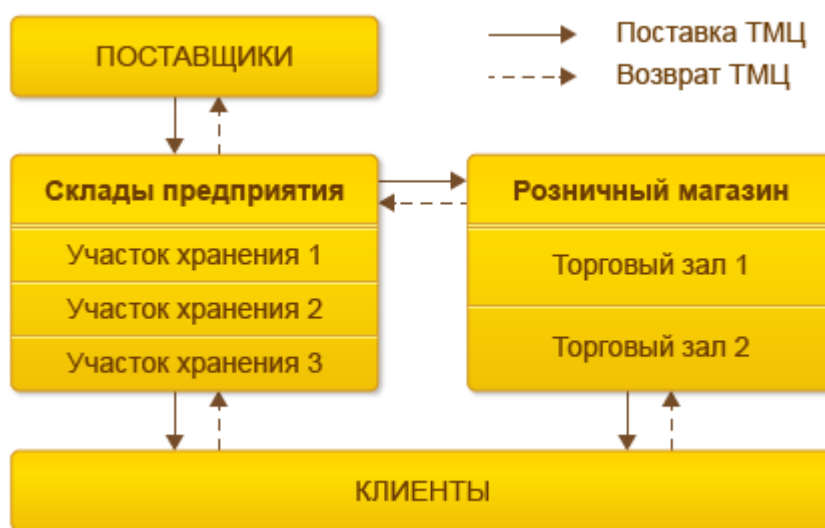 ПОСТАВЩИКИ
Поставка ТМЦ
Возврат ТМЦ
Склады предприятия
Участок хранения 1
Участок хранения 2
Участок хранения 3
Розничный магазин
Торговый зал 1
Торговый зал 2
КЛИЕНТЫ